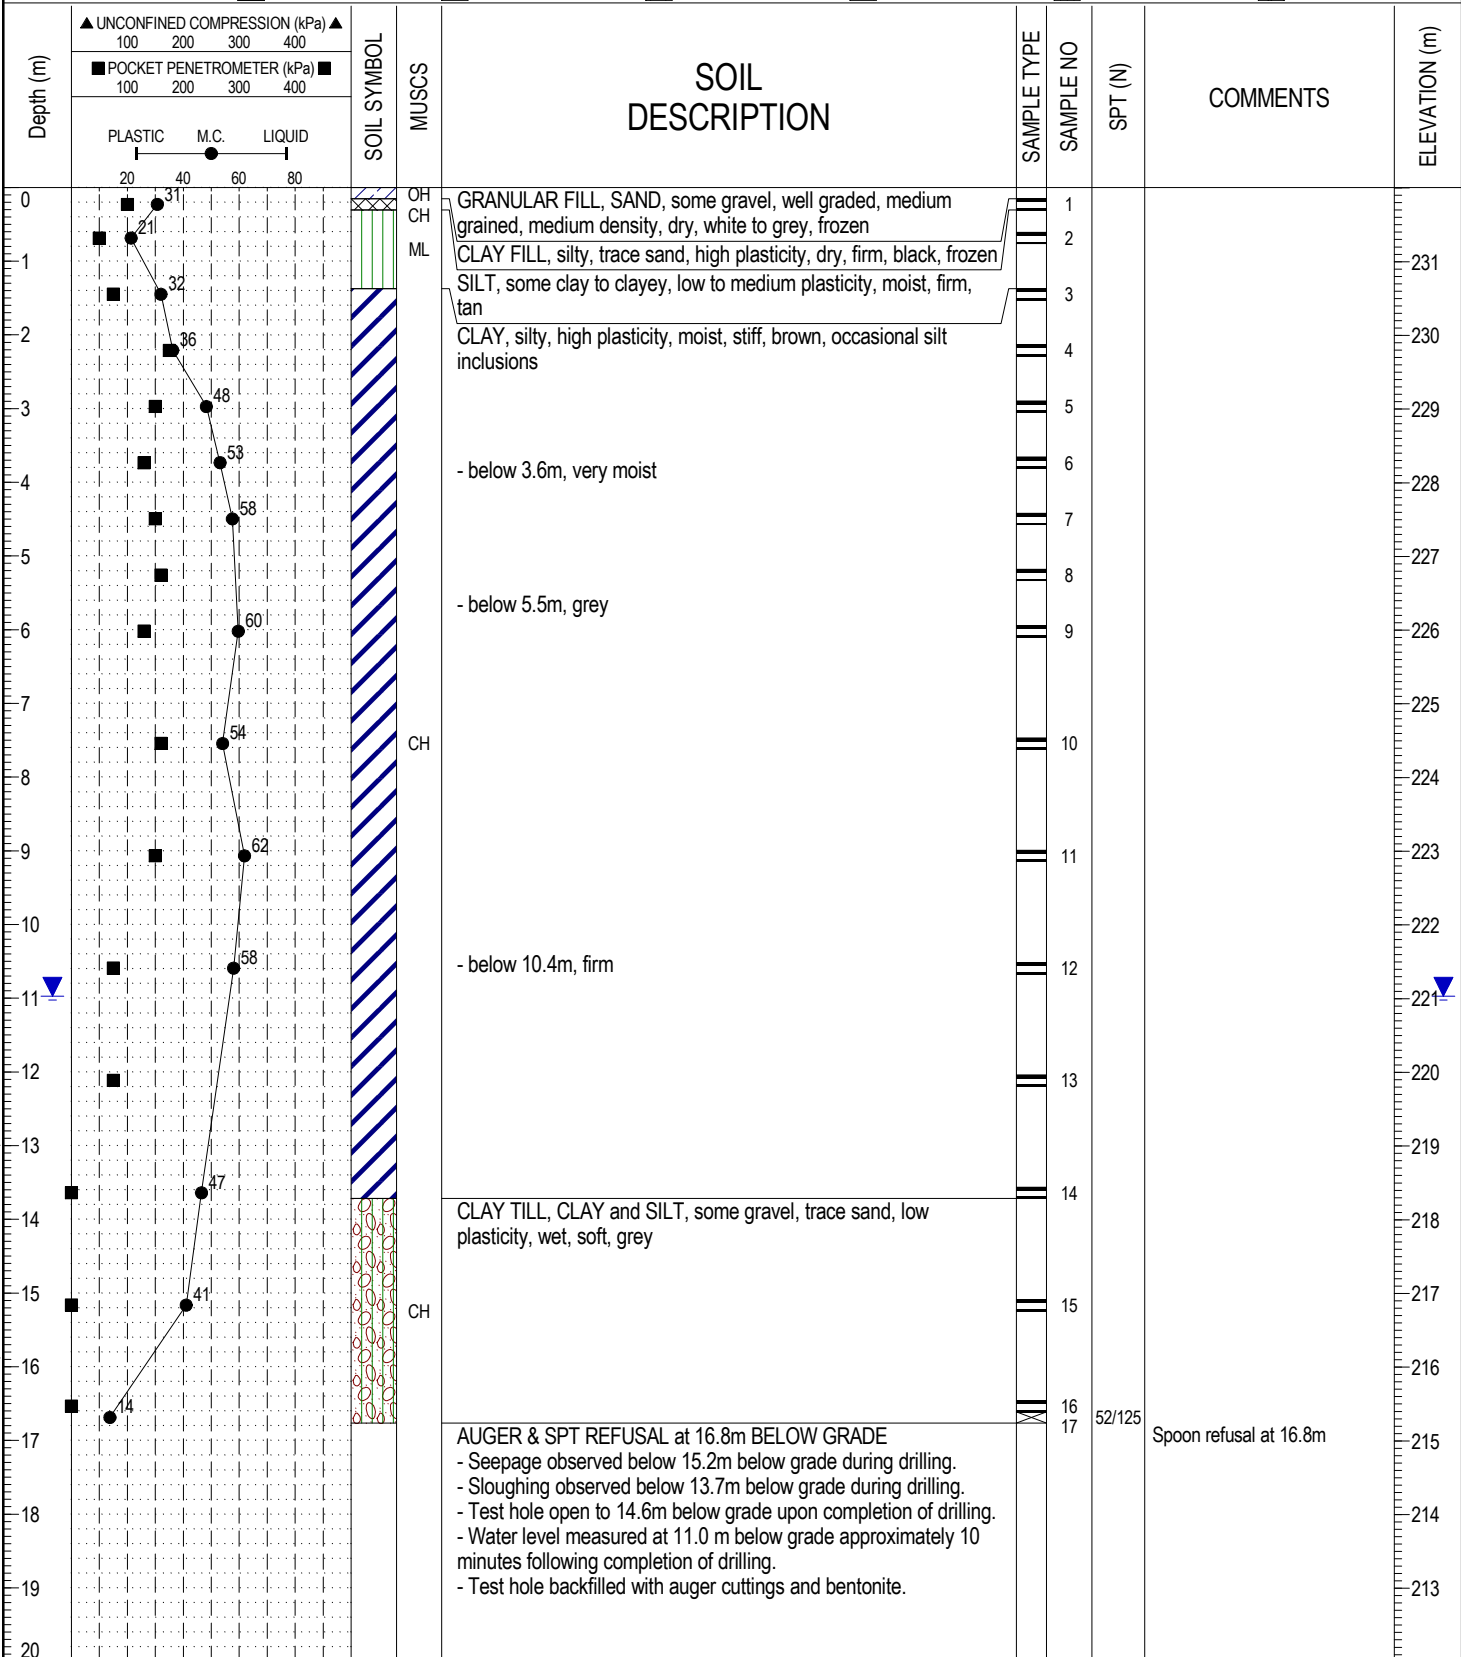 Depth (m)
▲ UNCONFINED COMPRESSION (kPa) ▲
100 200 300 400
■ POCKET PENETROMETER (kPa) ■
100 200 300 400
PLASTIC M.C. LIQUID
20 40 60 80
SOIL SYMBOL
MUSCS
SOIL
DESCRIPTION
SAMPLE TYPE
SAMPLE NO
SPT (N)
COMMENTS
ELEVATION (m)
0
1
2
3
4
5
6
7
8
9
10
11
12
13
14
15
16
17
18
19
20
31
21
32
36
48
53
58
60
54
62
58
47
41
14
OH
CH
ML
CH
CH
GRANULAR FILL, SAND, some gravel, well graded, medium
grained, medium density, dry, white to grey, frozen
CLAY FILL, silty, trace sand, high plasticity, dry, firm, black, frozen
SILT, some clay to clayey, low to medium plasticity, moist, firm,
tan
CLAY, silty, high plasticity, moist, stiff, brown, occasional silt
inclusions
- below 3.6m, very moist
- below 5.5m, grey
- below 10.4m, firm
CLAY TILL, CLAY and SILT, some gravel, trace sand, low
plasticity, wet, soft, grey
AUGER & SPT REFUSAL at 16.8m BELOW GRADE
- Seepage observed below 15.2m below grade during drilling.
- Sloughing observed below 13.7m below grade during drilling.
- Test hole open to 14.6m below grade upon completion of drilling.
- Water level measured at 11.0 m below grade approximately 10
minutes following completion of drilling.
- Test hole backfilled with auger cuttings and bentonite.
1
2
3
4
5
6
7
8
9
10
11
12
13
14
15
16
17
52/125
Spoon refusal at 16.8m
231
230
229
228
227
226
225
224
223
222
221
220
219
218
217
216
215
214
213